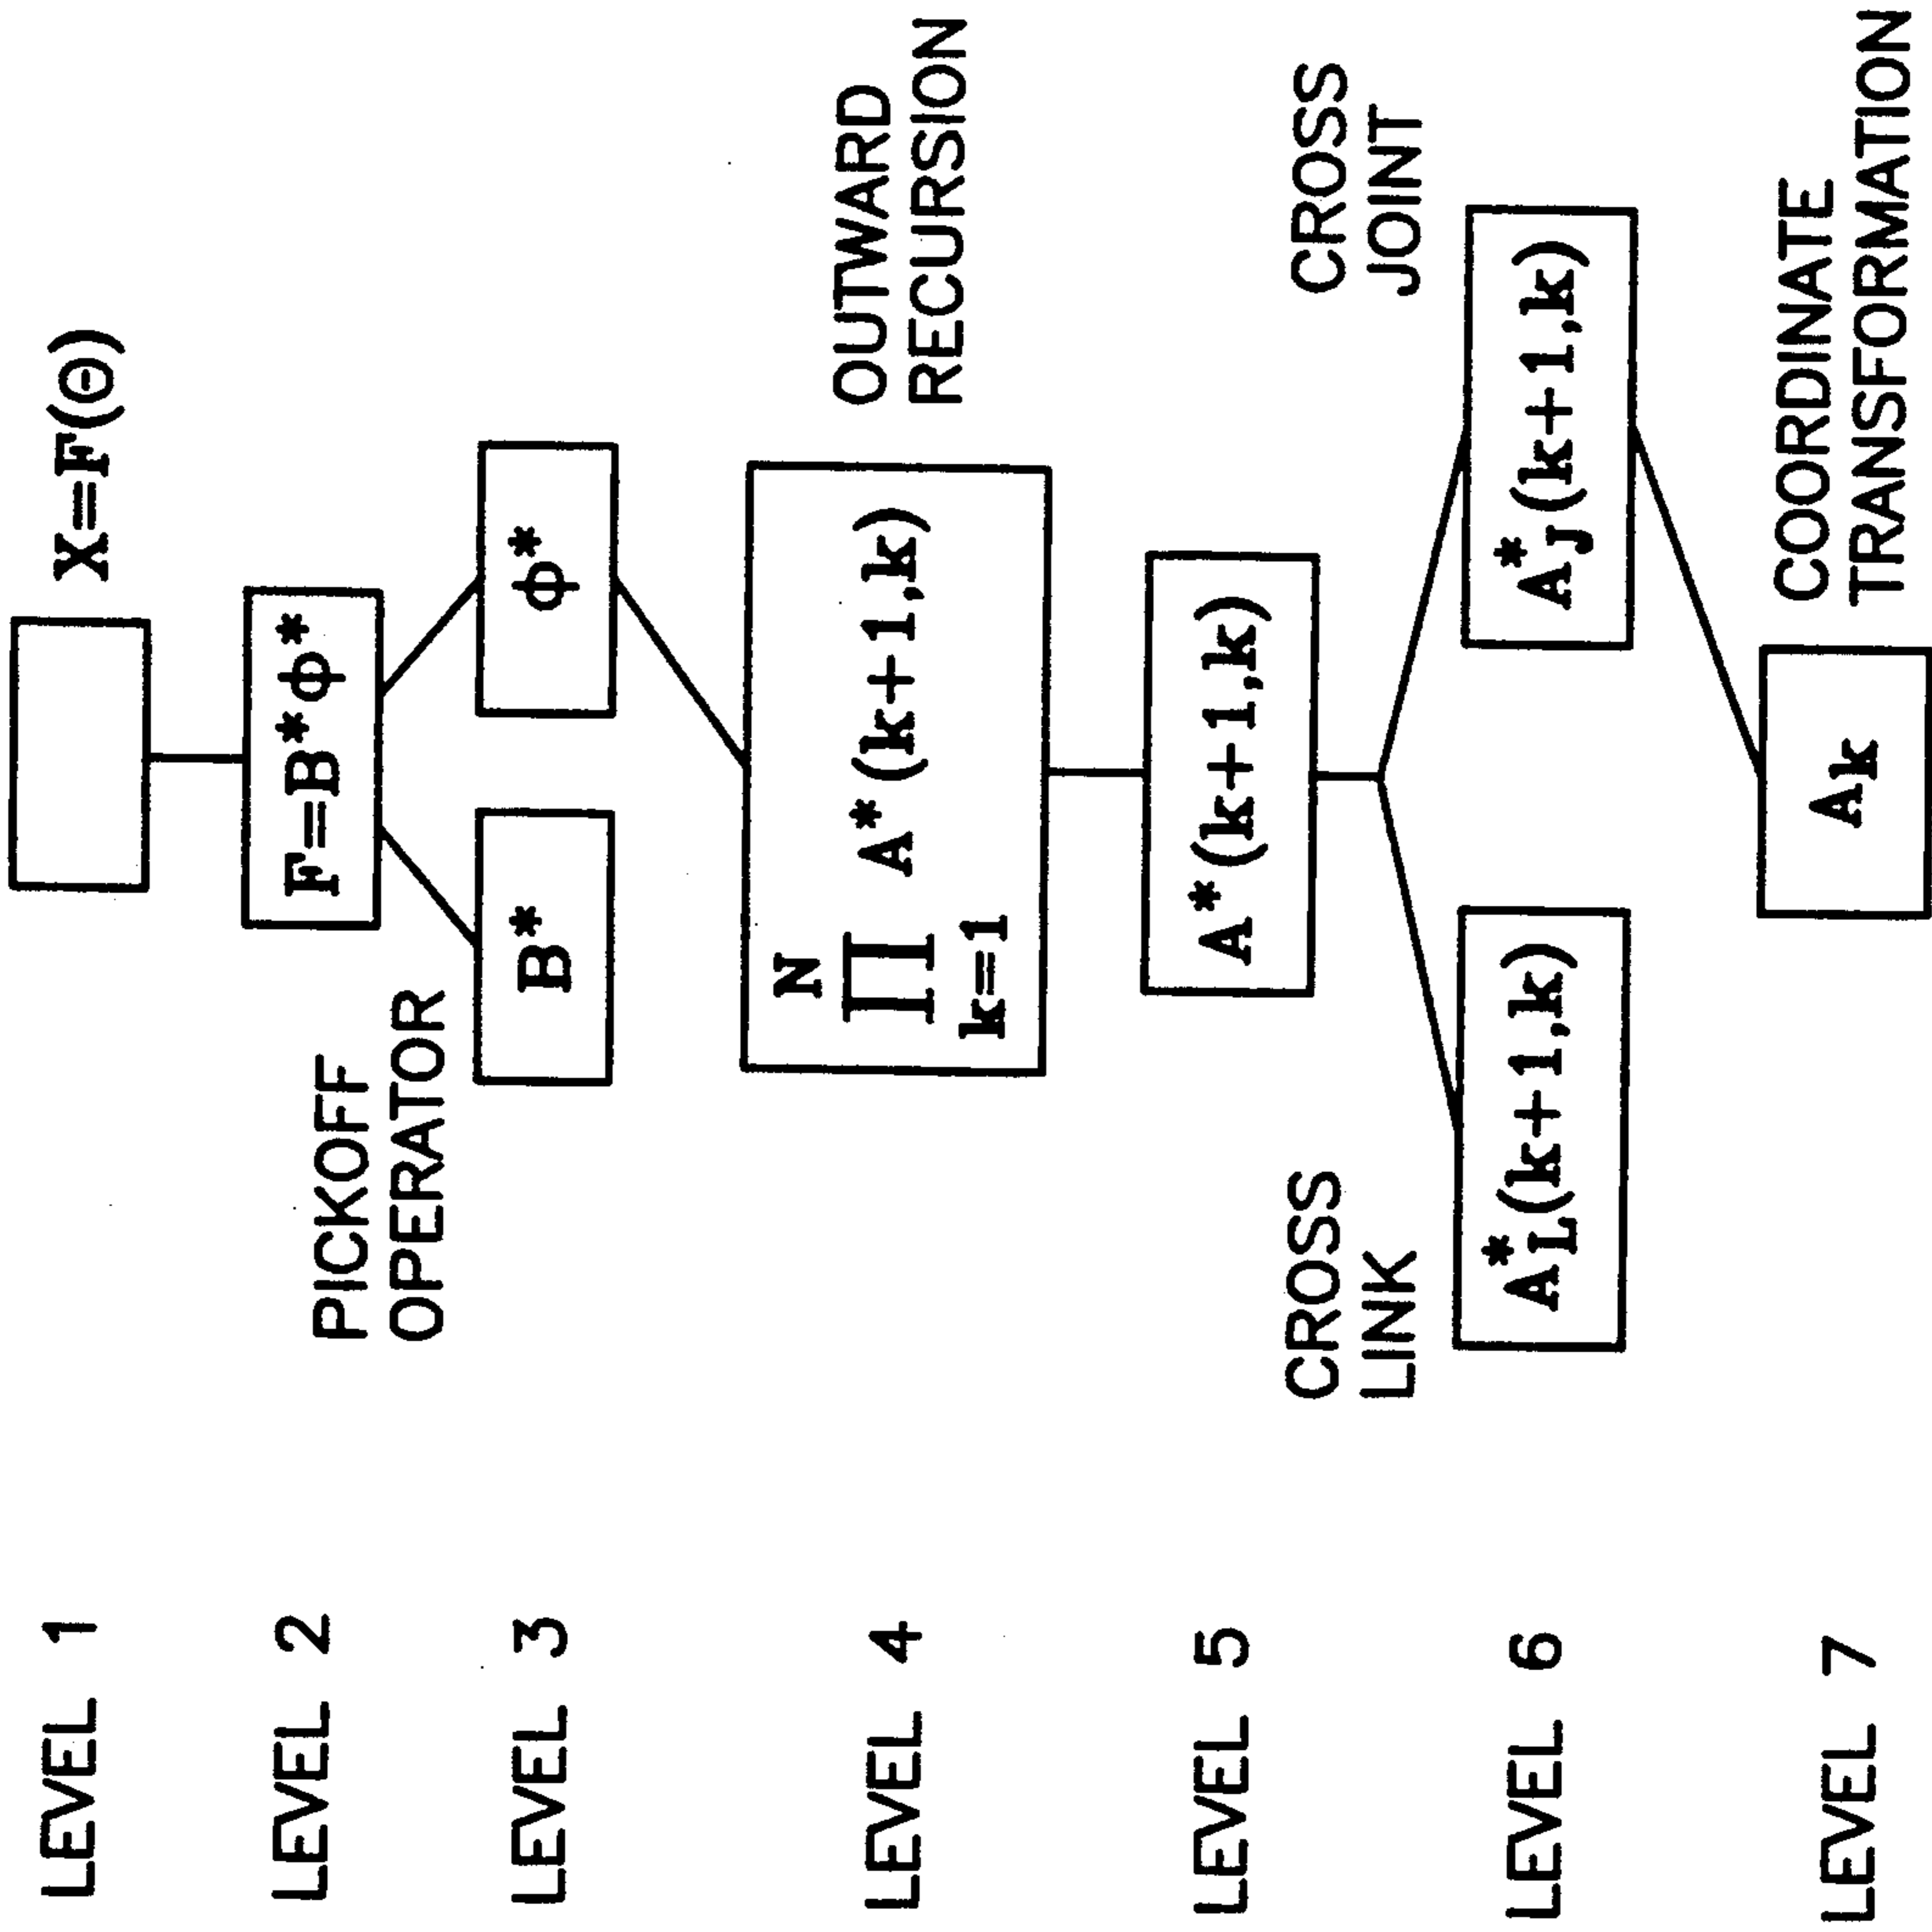 LEVEL 1
X=F(Θ)
LEVEL 2
F=B*Φ*
PICKOFF
OPERATOR
LEVEL 3
B*
Φ*
LEVEL 4
N
∏ A*(k+1,k)
k=1
OUTWARD
RECURSION
LEVEL 5
A*(k+1,k)
CROSS
LINK
CROSS
JOINT
LEVEL 6
A*L(k+1,k)
A*J(k+1,k)
LEVEL 7
Ak
COORDINATE
TRANSFORMATION